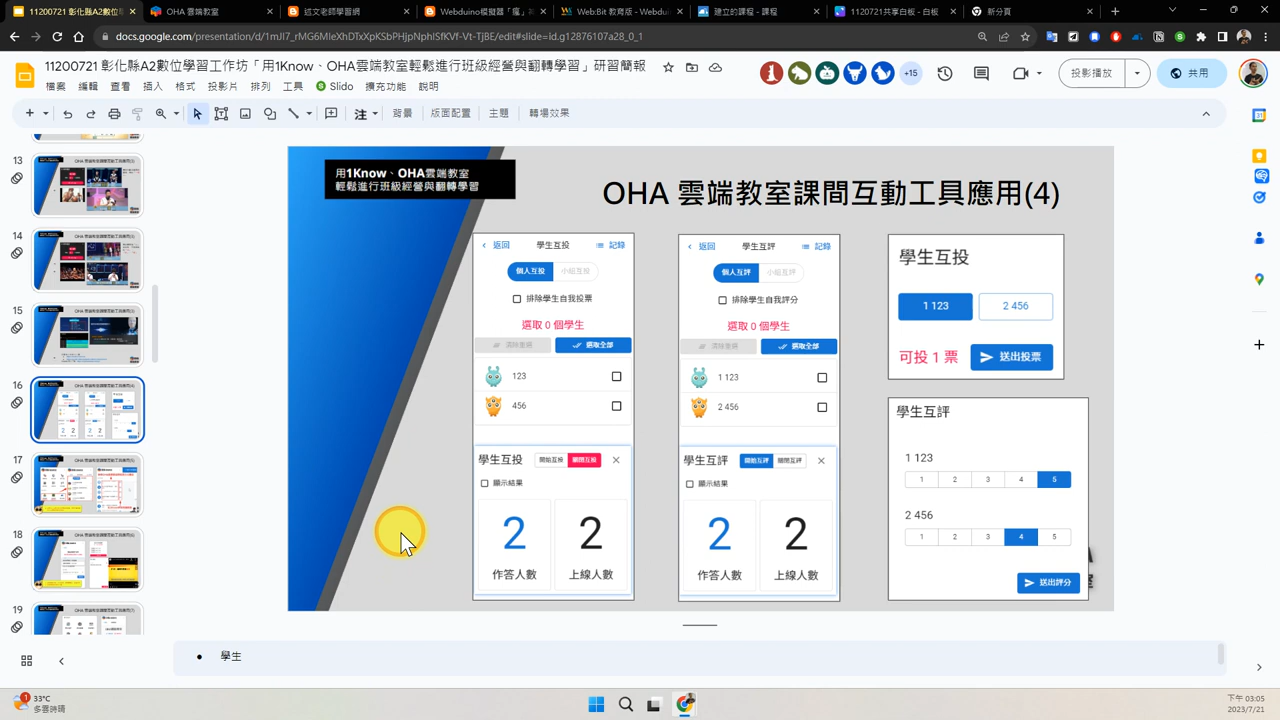 11200721 彰化縣A2數位
OHA 雲端教室
述文老師學習網
Webduino模擬器「瘋」
Web:Bit 教育版 - Webdui
建立的課程 - 課程
1120721共享白板 - 白板
新分頁
docs.google.com/presentation/d/1mJI7_rMG6MIeXhDTxXpKSbPHJpNphISfKVf-Vt-TjBE/edit#slide=id.g12876107a28_0_1
11200721 彰化縣A2數位學習工作坊「用1Know、OHA雲端教室輕鬆進行班級經營與翻轉學習」研習簡報
檔案 編輯 查看 插入 格式 投影片 排列 工具 Slido 擴充功能 說明
+15
投影播放
共用
注
背景 版面配置 主題 轉場效果
13
14
15
16
17
18
19
用1Know、OHA雲端教室
輕鬆進行班級經營與翻轉學習
OHA 雲端教室課間互動工具應用(4)
返回 學生互投 記錄
個人互投 小組互投
排除學生自我投票
選取 0 個學生
清除重選 選取全部
123
456
學生互投 關閉互投
顯示結果
2 2
作答人數 上線人數
返回 學生互評 記錄
個人互評 小組互評
排除學生自我評分
選取 0 個學生
清除重選 選取全部
1 123
2 456
學生互評 開始互評 關閉互評
顯示結果
2 2
作答人數 上線人數
學生互投
1 123 2 456
可投 1 票 送出投票
學生互評
1 123
1 2 3 4 5
2 456
1 2 3 4 5
送出評分
學生
1
33°C
多雲時晴
下午 03:05
2023/7/21